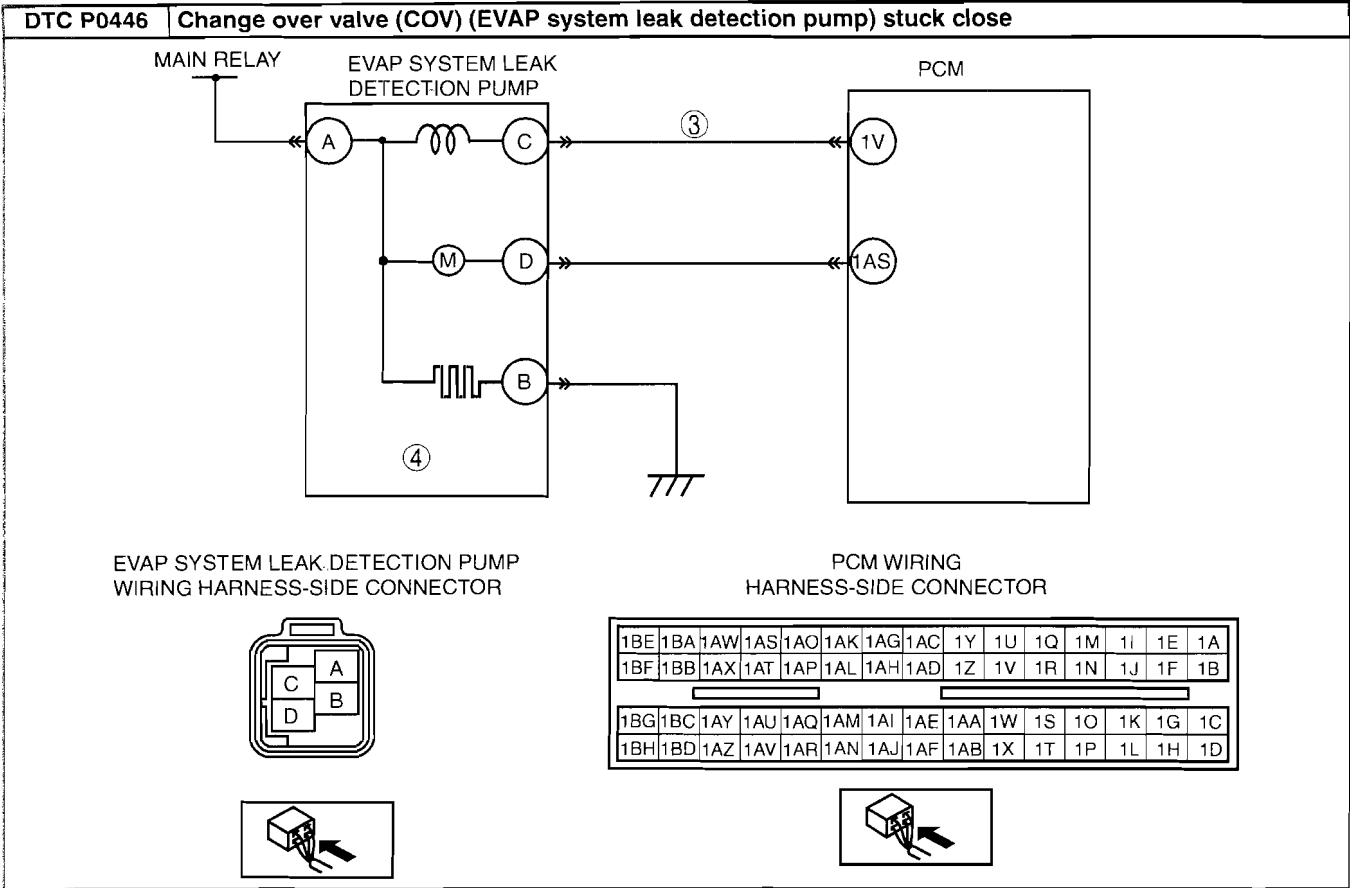 DTC P0446 Change over valve (COV) (EVAP system leak detection pump) stuck close
MAIN RELAY
EVAP SYSTEM LEAK
DETECTION PUMP
PCM
A
C
③
1V
M
D
1AS
B
④
EVAP SYSTEM LEAK DETECTION PUMP
WIRING HARNESS-SIDE CONNECTOR
A
C
B
D
PCM WIRING
HARNESS-SIDE CONNECTOR
1BE 1BA 1AW 1AS 1AO 1AK 1AG 1AC 1Y 1U 1Q 1M 1I 1E 1A
1BF 1BB 1AX 1AT 1AP 1AL 1AH 1AD 1Z 1V 1R 1N 1J 1F 1B
1BG 1BC 1AY 1AU 1AQ 1AM 1AI 1AE 1AA 1W 1S 1O 1K 1G 1C
1BH 1BD 1AZ 1AV 1AR 1AN 1AJ 1AF 1AB 1X 1T 1P 1L 1H 1D